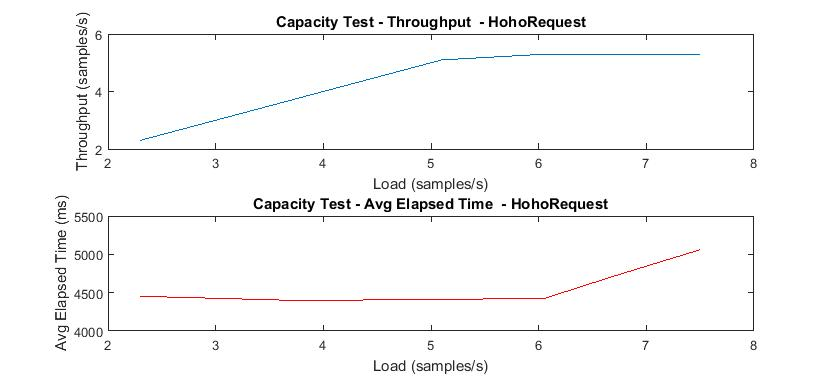 Capacity Test - Throughput  - HohoRequest
Throughput (samples/s)
6
4
2
2 3 4 5 6 7 8
Load (samples/s)
Capacity Test - Avg Elapsed Time  - HohoRequest
Avg Elapsed Time (ms)
5500
5000
4500
4000
2 3 4 5 6 7 8
Load (samples/s)